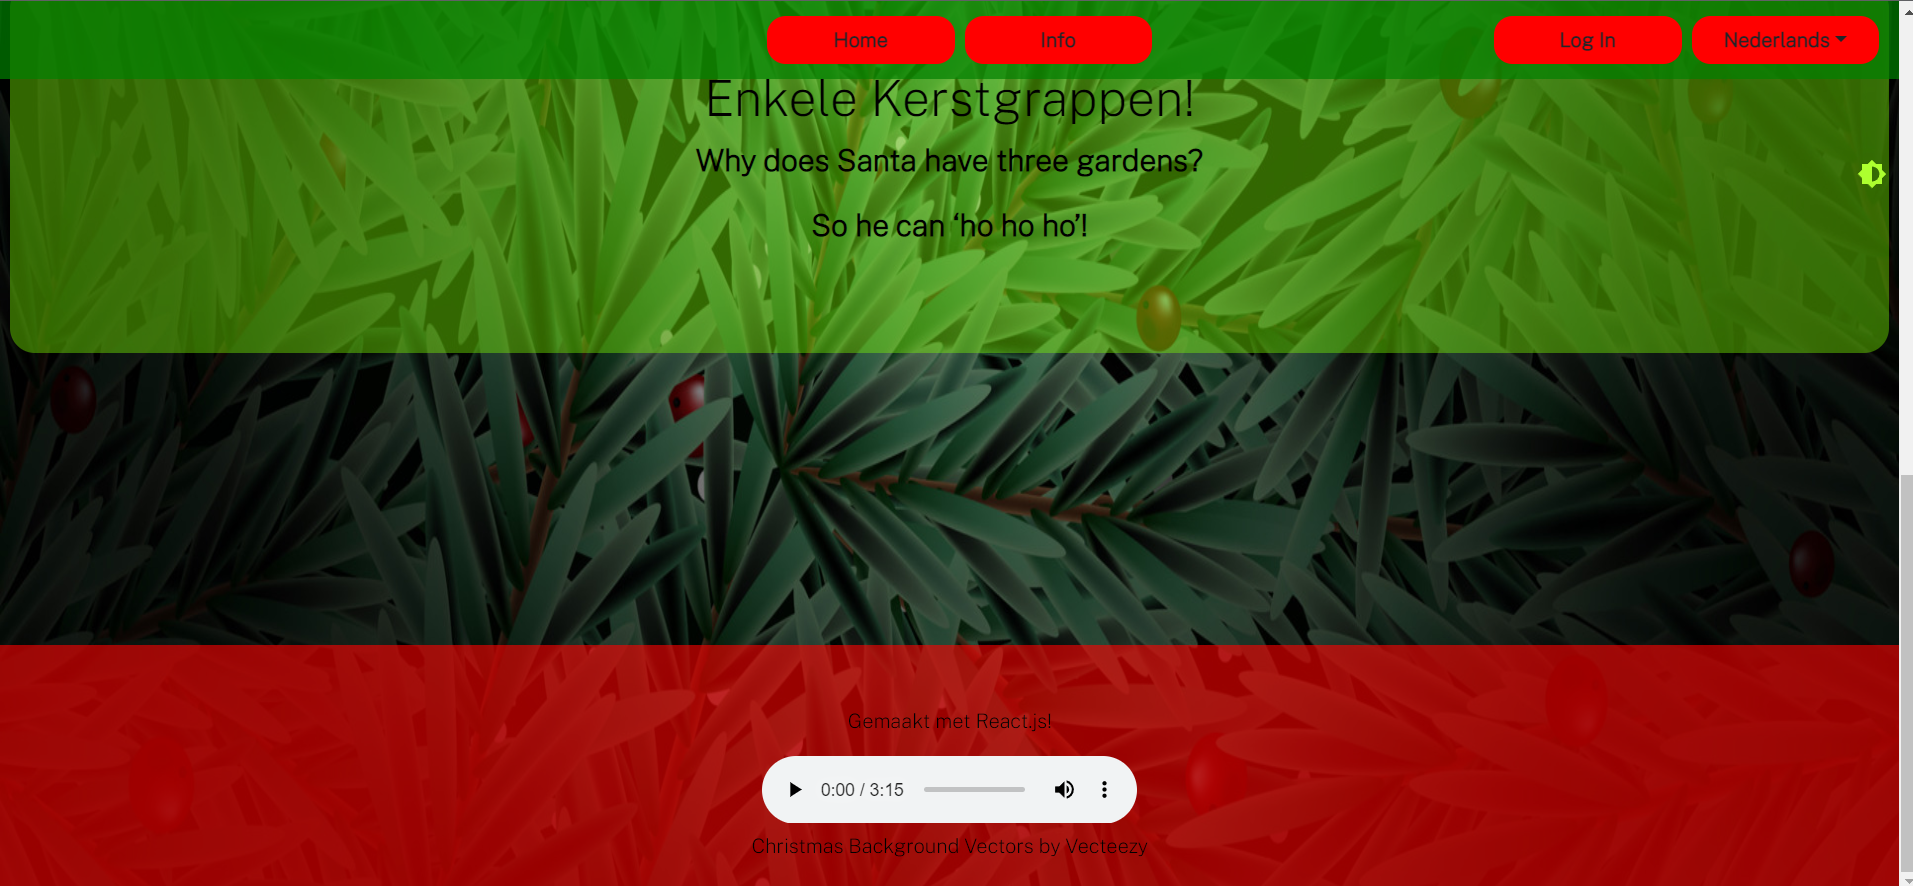 Home Info Log In Nederlands
Enkele Kerstgrappen!
Why does Santa have three gardens?
So he can ‘ho ho ho’!
Gemaakt met React.js!
0:00 / 3:15
Christmas Background Vectors by Vecteezy